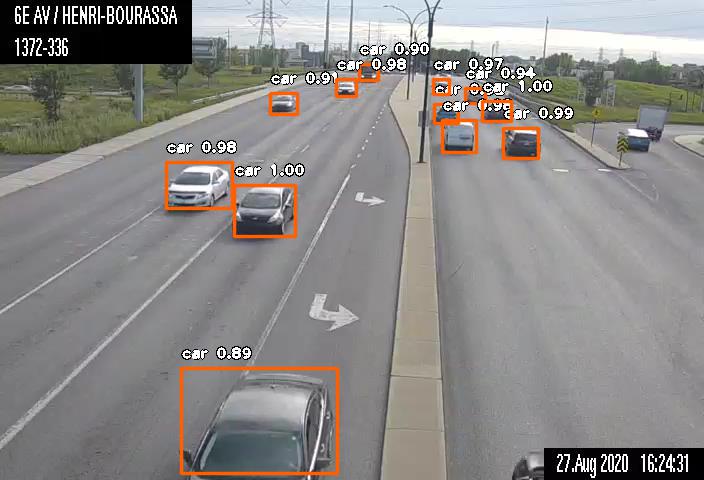 6E AV / HENRI-BOURASSA
1372-336
car 0.90
car 0.98
car 0.91
car 0.97
car 0.94
car 1.00
car 0.99
car 0.98
car 1.00
car 0.89
27.Aug 2020 16:24:31